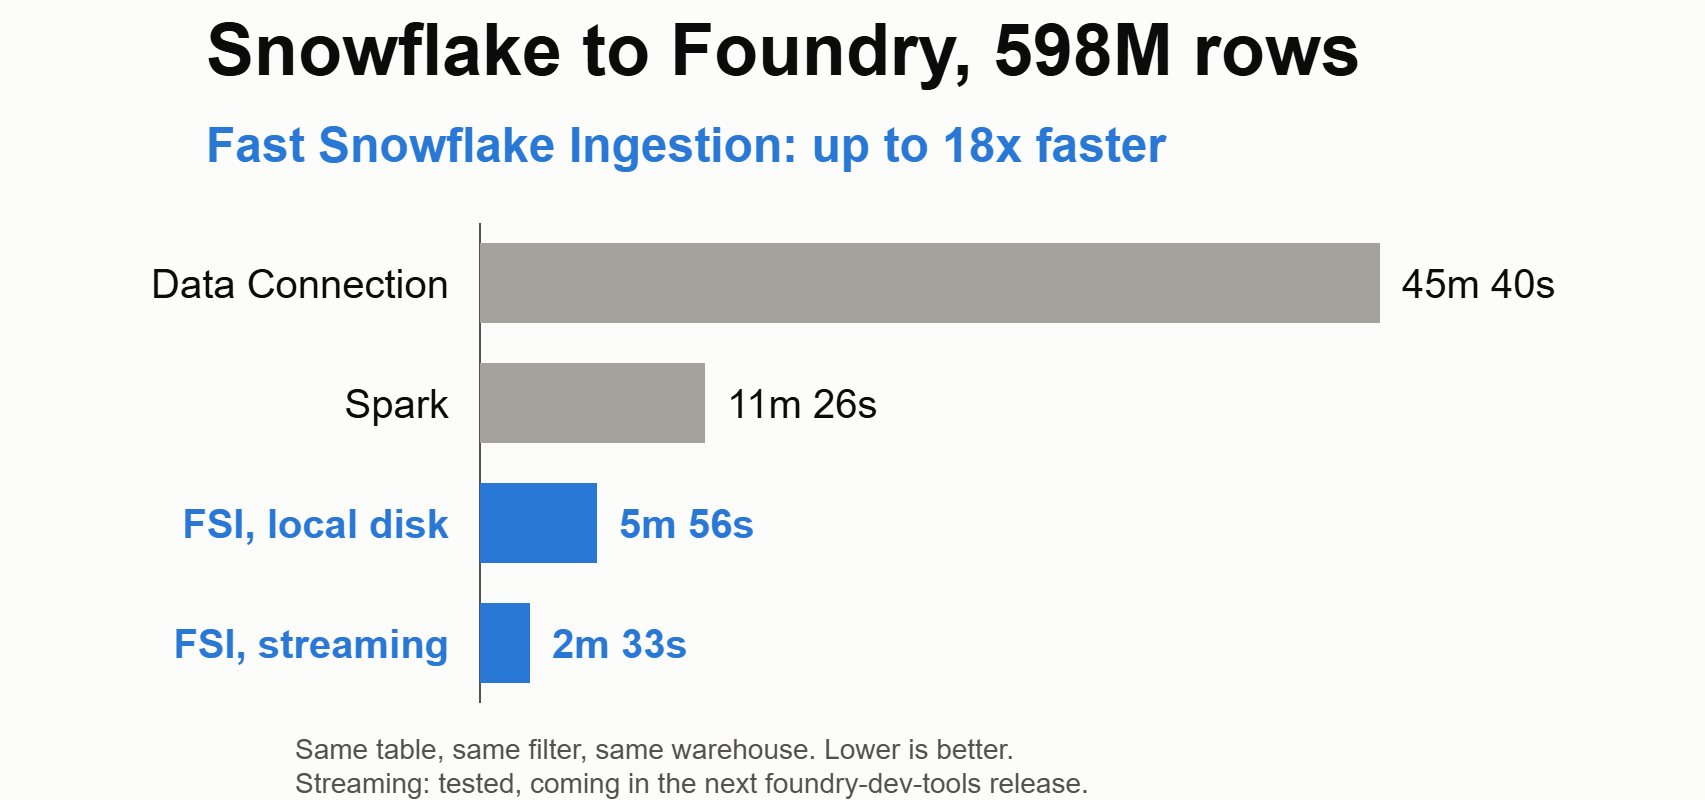 Snowflake to Foundry, 598M rows
Fast Snowflake Ingestion: up to 18x faster
Data Connection 45m 40s
Spark 11m 26s
FSI, local disk 5m 56s
FSI, streaming 2m 33s
Same table, same filter, same warehouse. Lower is better.
Streaming: tested, coming in the next foundry-dev-tools release.